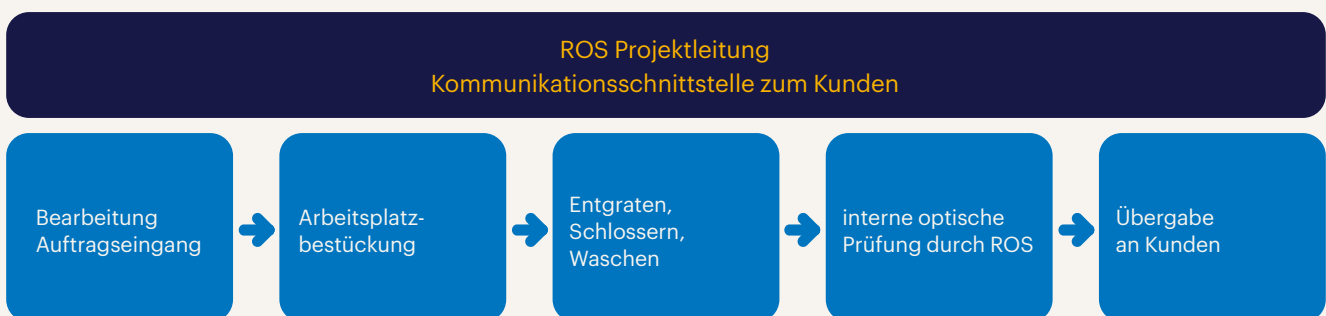 ROS Projektleitung
Kommunikationsschnittstelle zum Kunden
Bearbeitung
Auftragseingang
Arbeitsplatz-
bestückung
Entgraten,
Schlossern,
Waschen
interne optische
Prüfung durch ROS
Übergabe
an Kunden